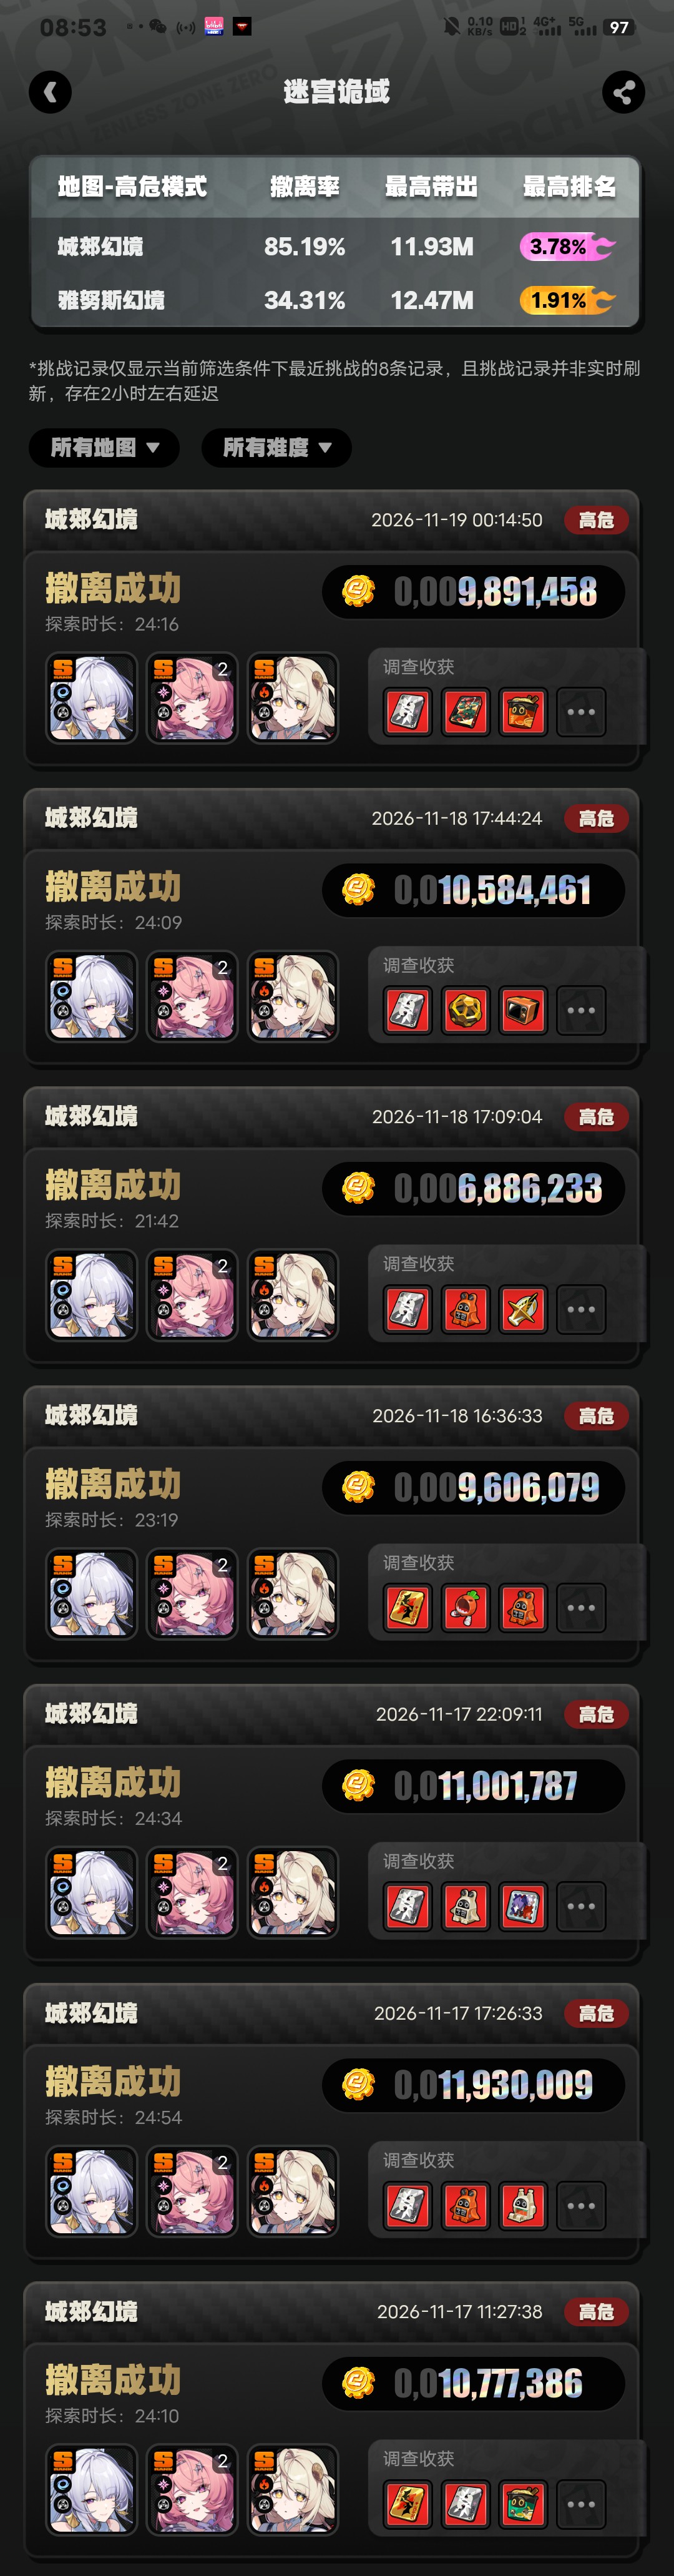 08:53
0.10 KB/s HD 1 2 4G+ 5G 97
迷宫诡域
地图-高危模式 撤离率 最高带出 最高排名
城郊幻境 85.19% 11.93M 3.78%
雅努斯幻境 34.31% 12.47M 1.91%
*挑战记录仅显示当前筛选条件下最近挑战的8条记录，且挑战记录并非实时刷
新，存在2小时左右延迟
所有地图 ▼ 所有难度 ▼
城郊幻境 2026-11-19 00:14:50 高危
撤离成功 0,009,891,458
探索时长：24:16
调查收获
S S 2 S
城郊幻境 2026-11-18 17:44:24 高危
撤离成功 0,010,584,461
探索时长：24:09
调查收获
S S 2 S
城郊幻境 2026-11-18 17:09:04 高危
撤离成功 0,006,886,233
探索时长：21:42
调查收获
S S 2 S
城郊幻境 2026-11-18 16:36:33 高危
撤离成功 0,009,606,079
探索时长：23:19
调查收获
S S 2 S
城郊幻境 2026-11-17 22:09:11 高危
撤离成功 0,011,001,787
探索时长：24:34
调查收获
S S 2 S
城郊幻境 2026-11-17 17:26:33 高危
撤离成功 0,011,930,009
探索时长：24:54
调查收获
S S 2 S
城郊幻境 2026-11-17 11:27:38 高危
撤离成功 0,010,777,386
探索时长：24:10
调查收获
S S 2 S